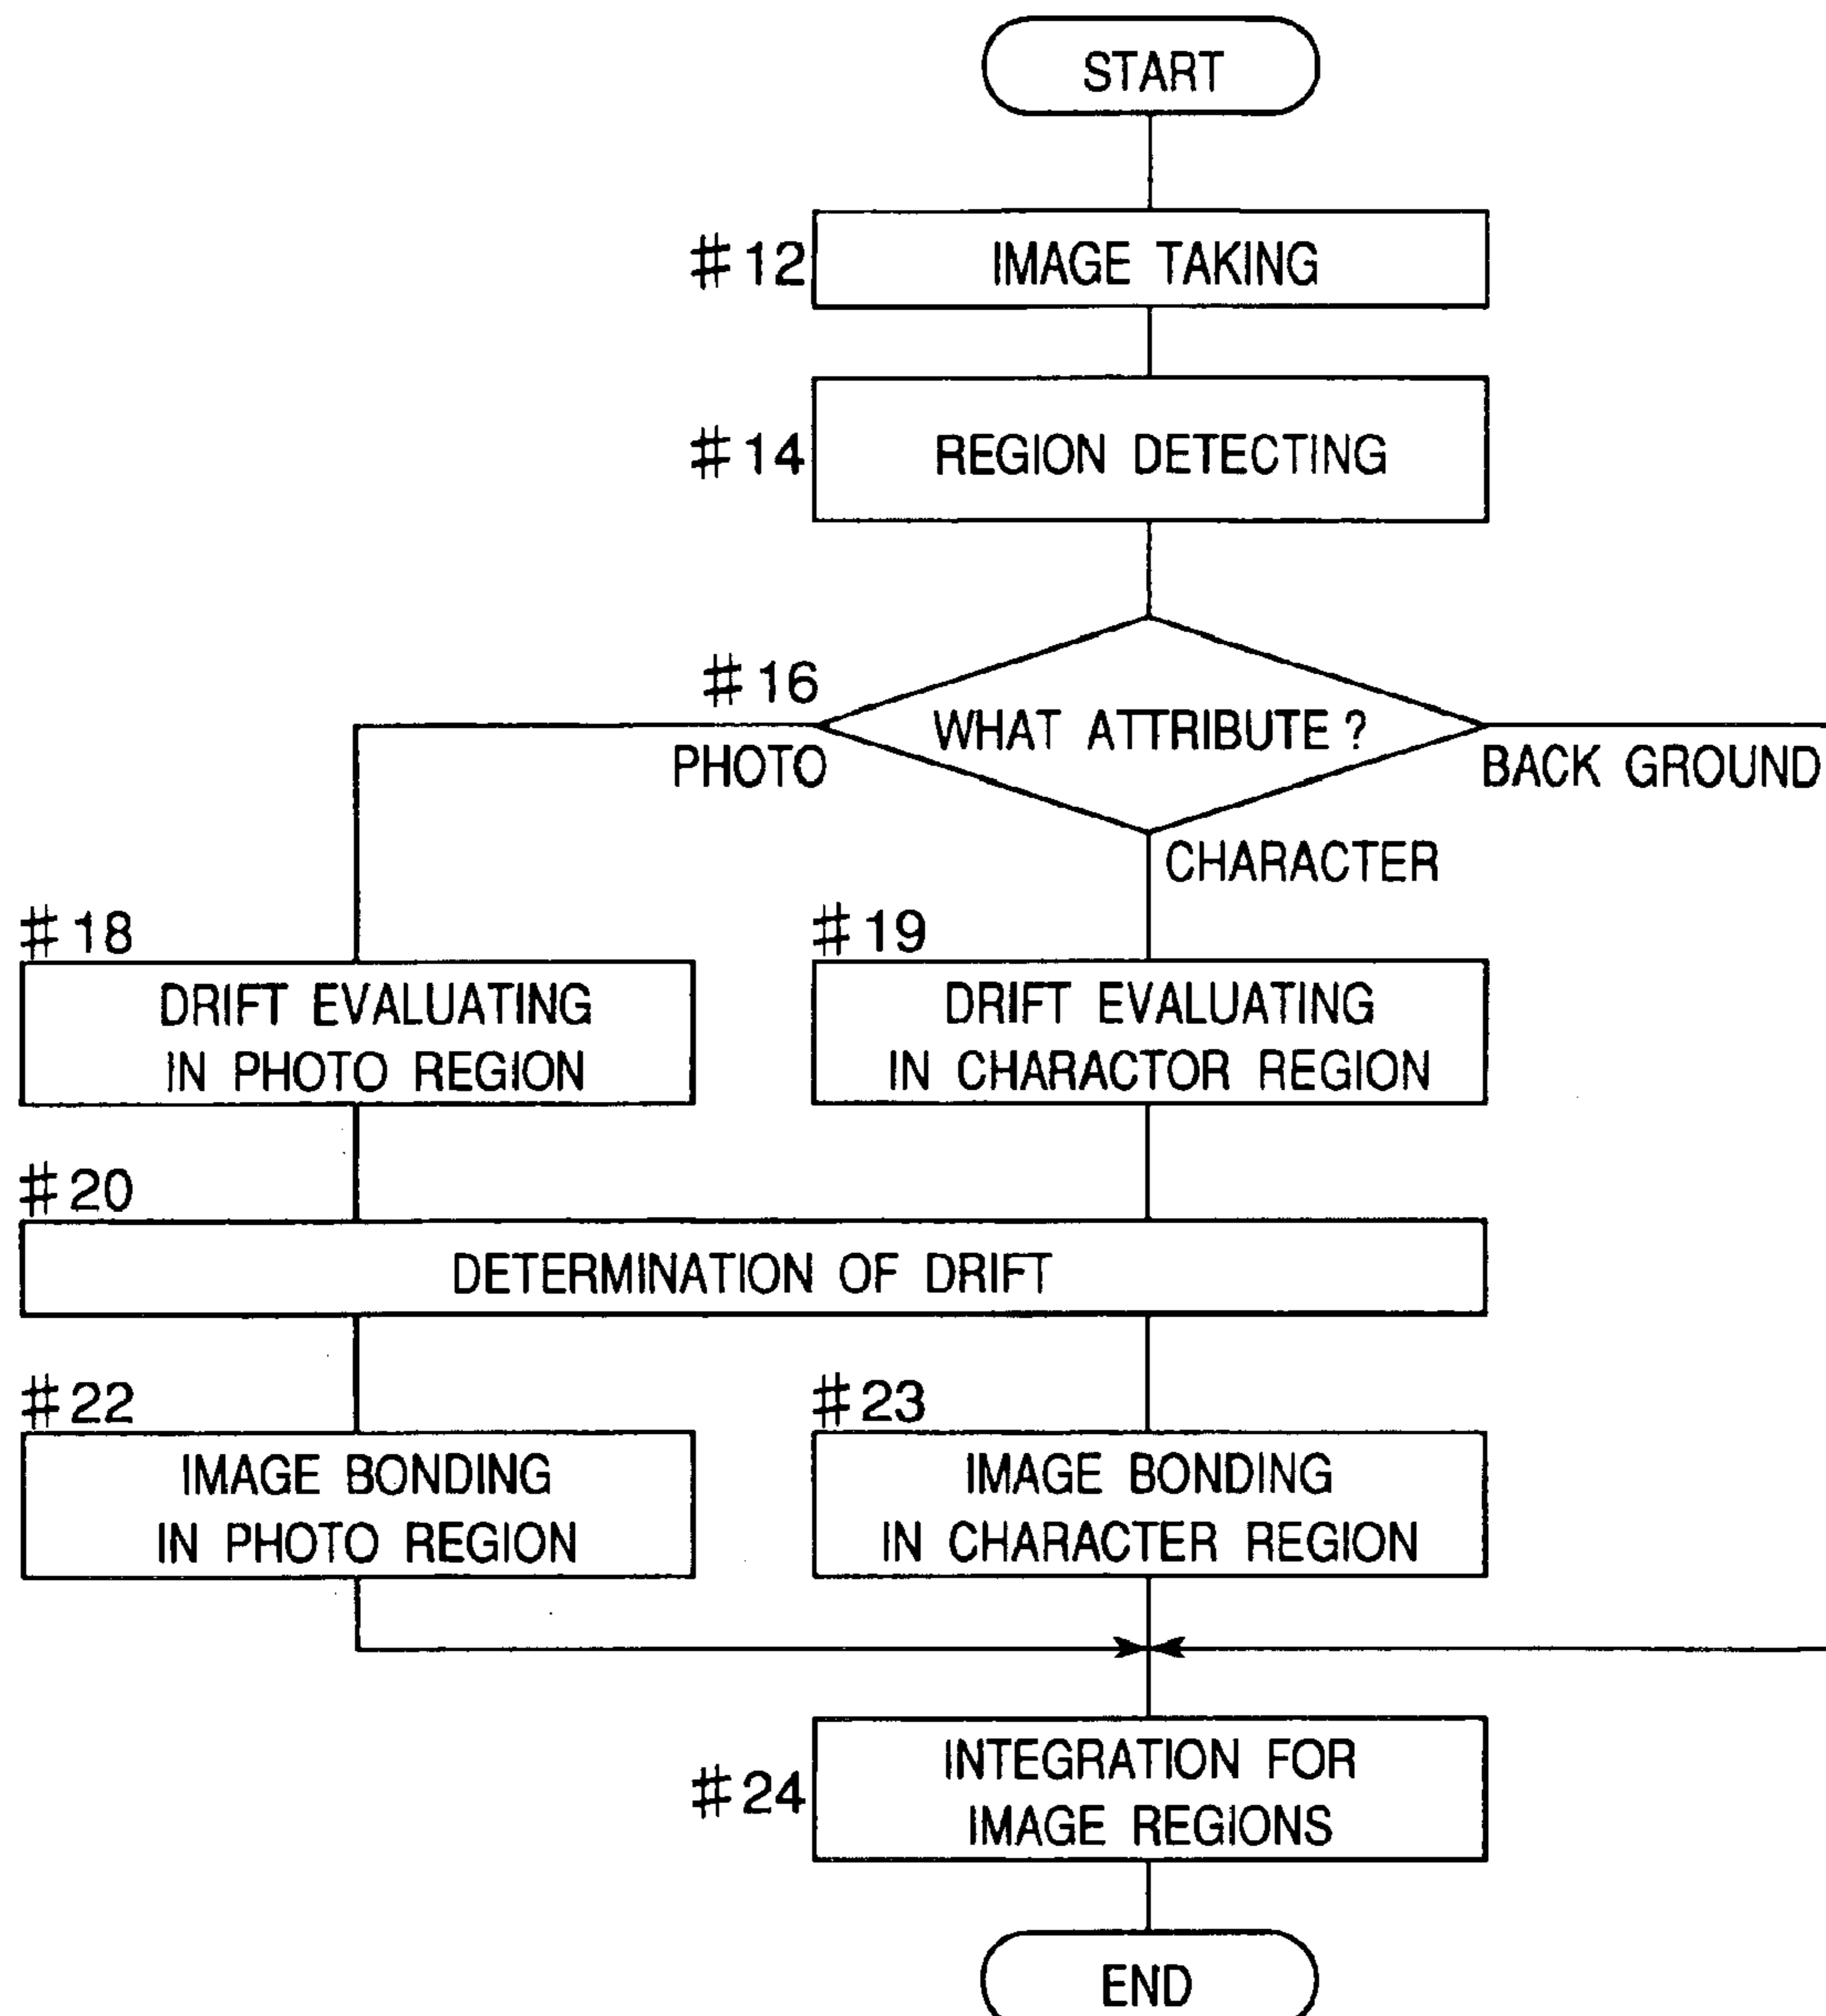 START
#12
IMAGE TAKING
#14
REGION DETECTING
#16
WHAT ATTRIBUTE?
PHOTO
BACK GROUND
CHARACTER
#18
DRIFT EVALUATING
IN PHOTO REGION
#19
DRIFT EVALUATING
IN CHARACTOR REGION
#20
DETERMINATION OF DRIFT
#22
IMAGE BONDING
IN PHOTO REGION
#23
IMAGE BONDING
IN CHARACTER REGION
#24
INTEGRATION FOR
IMAGE REGIONS
END